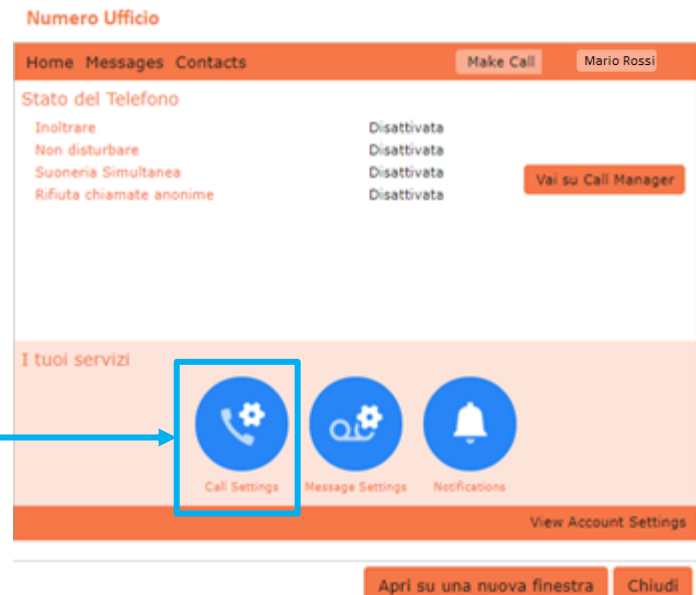 Numero Ufficio
Home Messages Contacts Make Call Mario Rossi
Stato del Telefono
Inoltrare Disattivata
Non disturbare Disattivata
Suoneria Simultanea Disattivata
Rifiuta chiamate anonime Disattivata
Vai su Call Manager
I tuoi servizi
Call Settings Message Settings Notifications
View Account Settings
Apri su una nuova finestra Chiudi